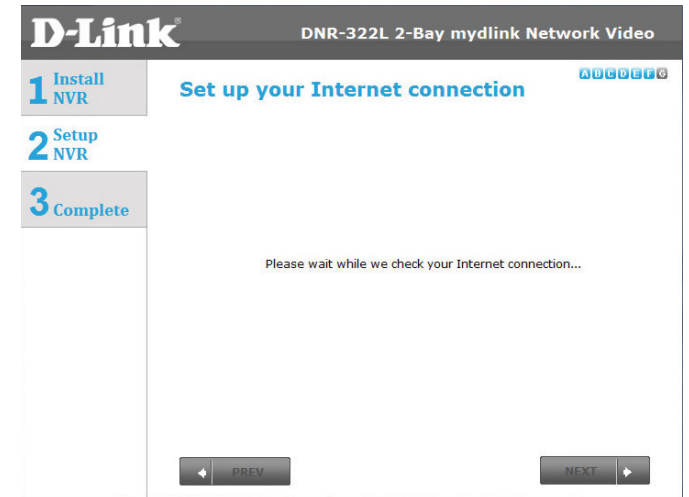 D-Link®
DNR-322L 2-Bay mydlink Network Video
1 Install
NVR
2 Setup
NVR
3 Complete
A B C D E F G
Set up your Internet connection
Please wait while we check your Internet connection...
PREV
NEXT